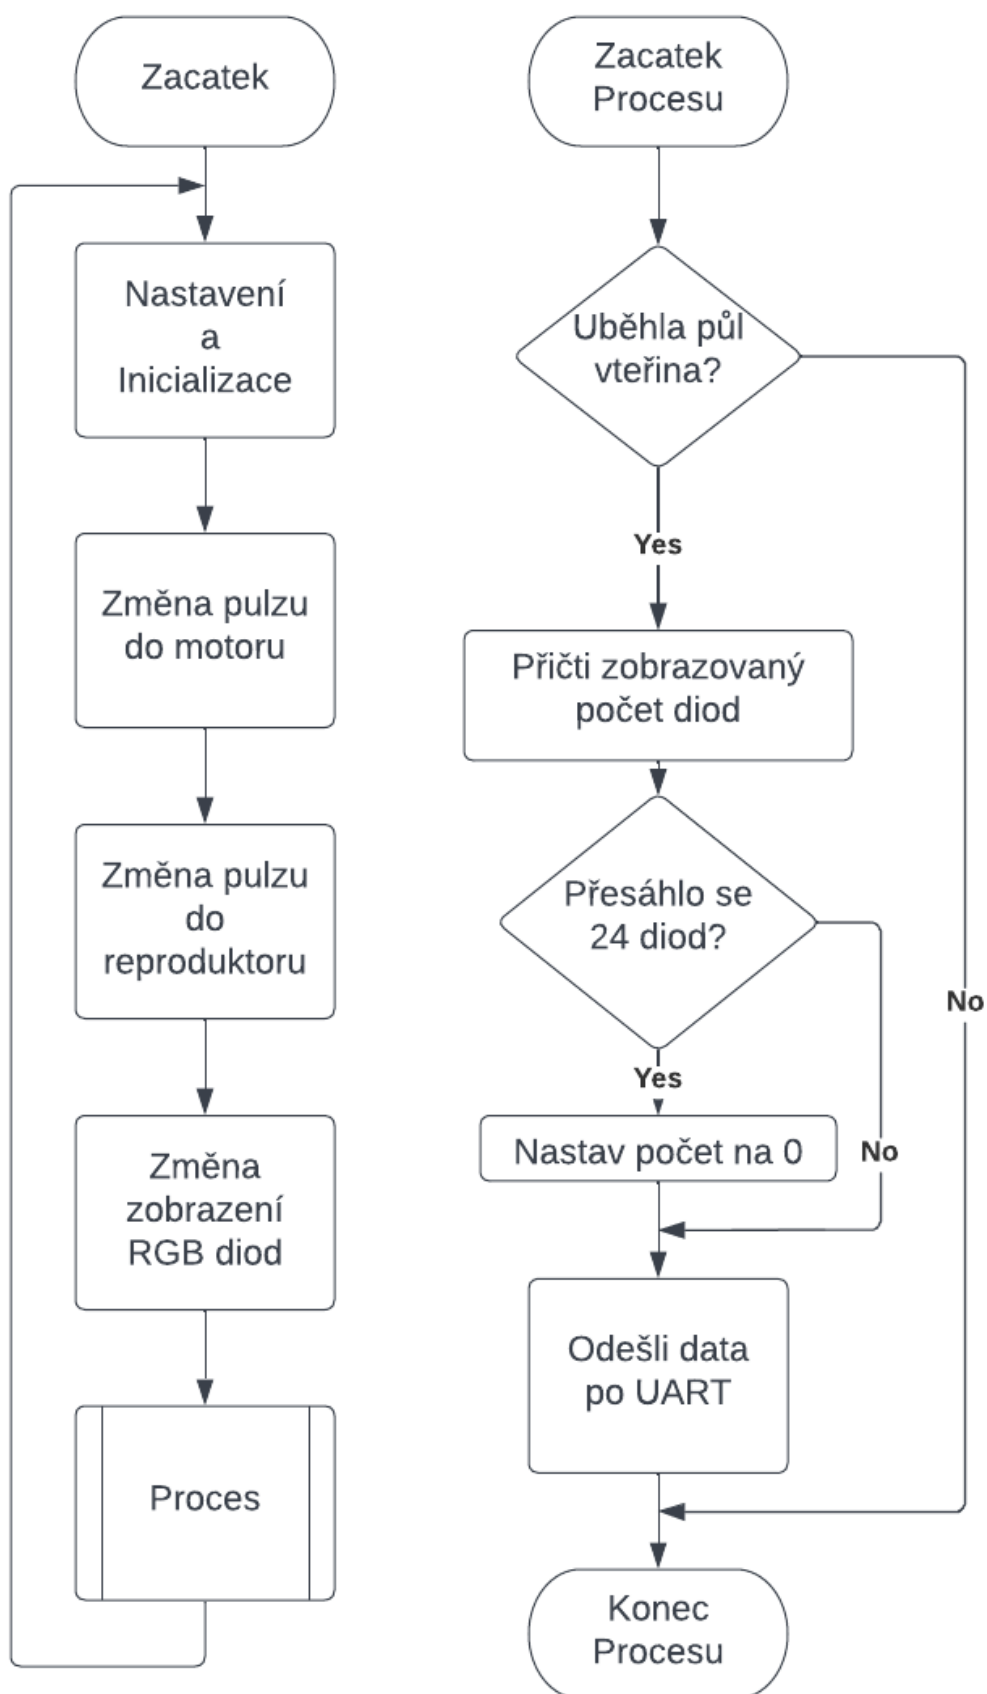 Zacatek
Nastavení
a
Inicializace
Změna pulzu
do motoru
Změna pulzu
do
reproduktoru
Změna
zobrazení
RGB diod
Proces
Zacatek
Procesu
Uběhla půl
vteřina?
Yes
Přičti zobrazovaný
počet diod
Přesáhlo se
24 diod?
No
Yes
Nastav počet na 0
No
Odešli data
po UART
Konec
Procesu